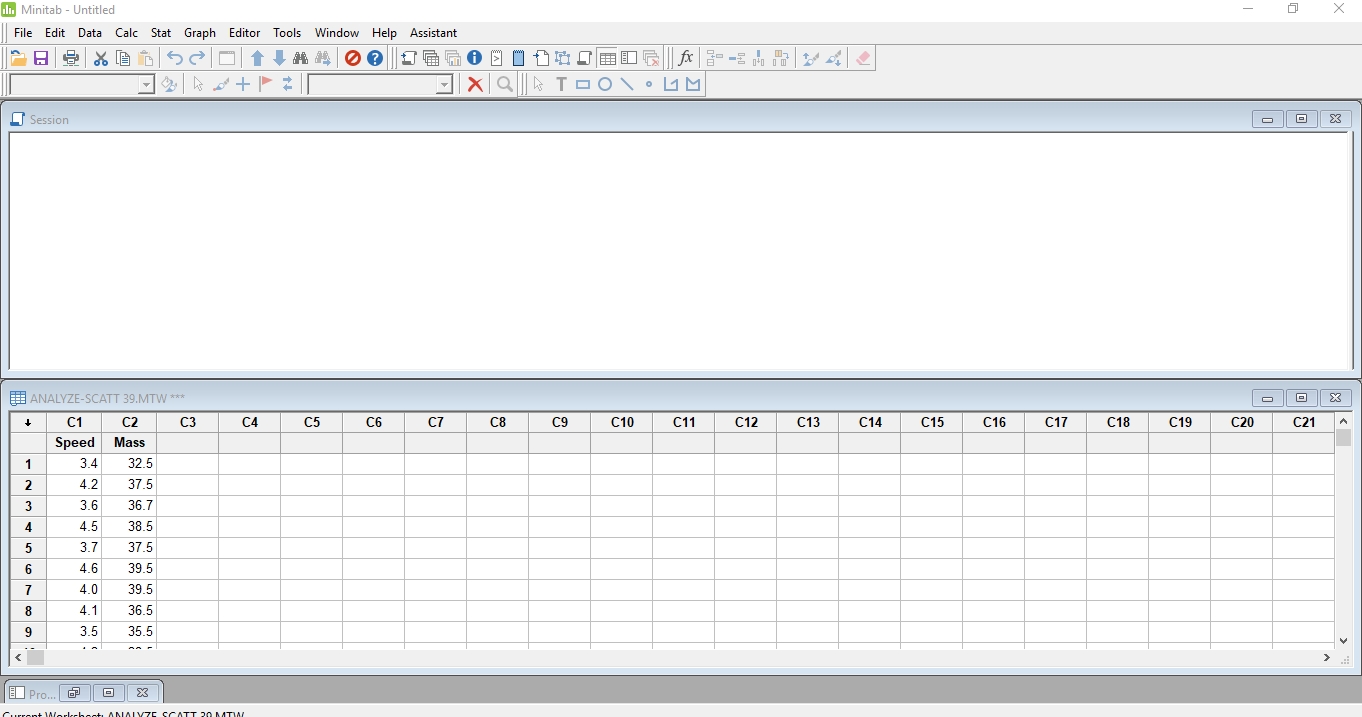 Minitab - Untitled
File Edit Data Calc Stat Graph Editor Tools Window Help Assistant
Session
ANALYZE-SCATT 39.MTW ***
C1 C2 C3 C4 C5 C6 C7 C8 C9 C10 C11 C12 C13 C14 C15 C16 C17 C18 C19 C20 C21
Speed Mass
1 3.4 32.5
2 4.2 37.5
3 3.6 36.7
4 4.5 38.5
5 3.7 37.5
6 4.6 39.5
7 4.0 39.5
8 4.1 36.5
9 3.5 35.5
Pro...
Current Worksheet: ANALYZE-SCATT 39.MTW